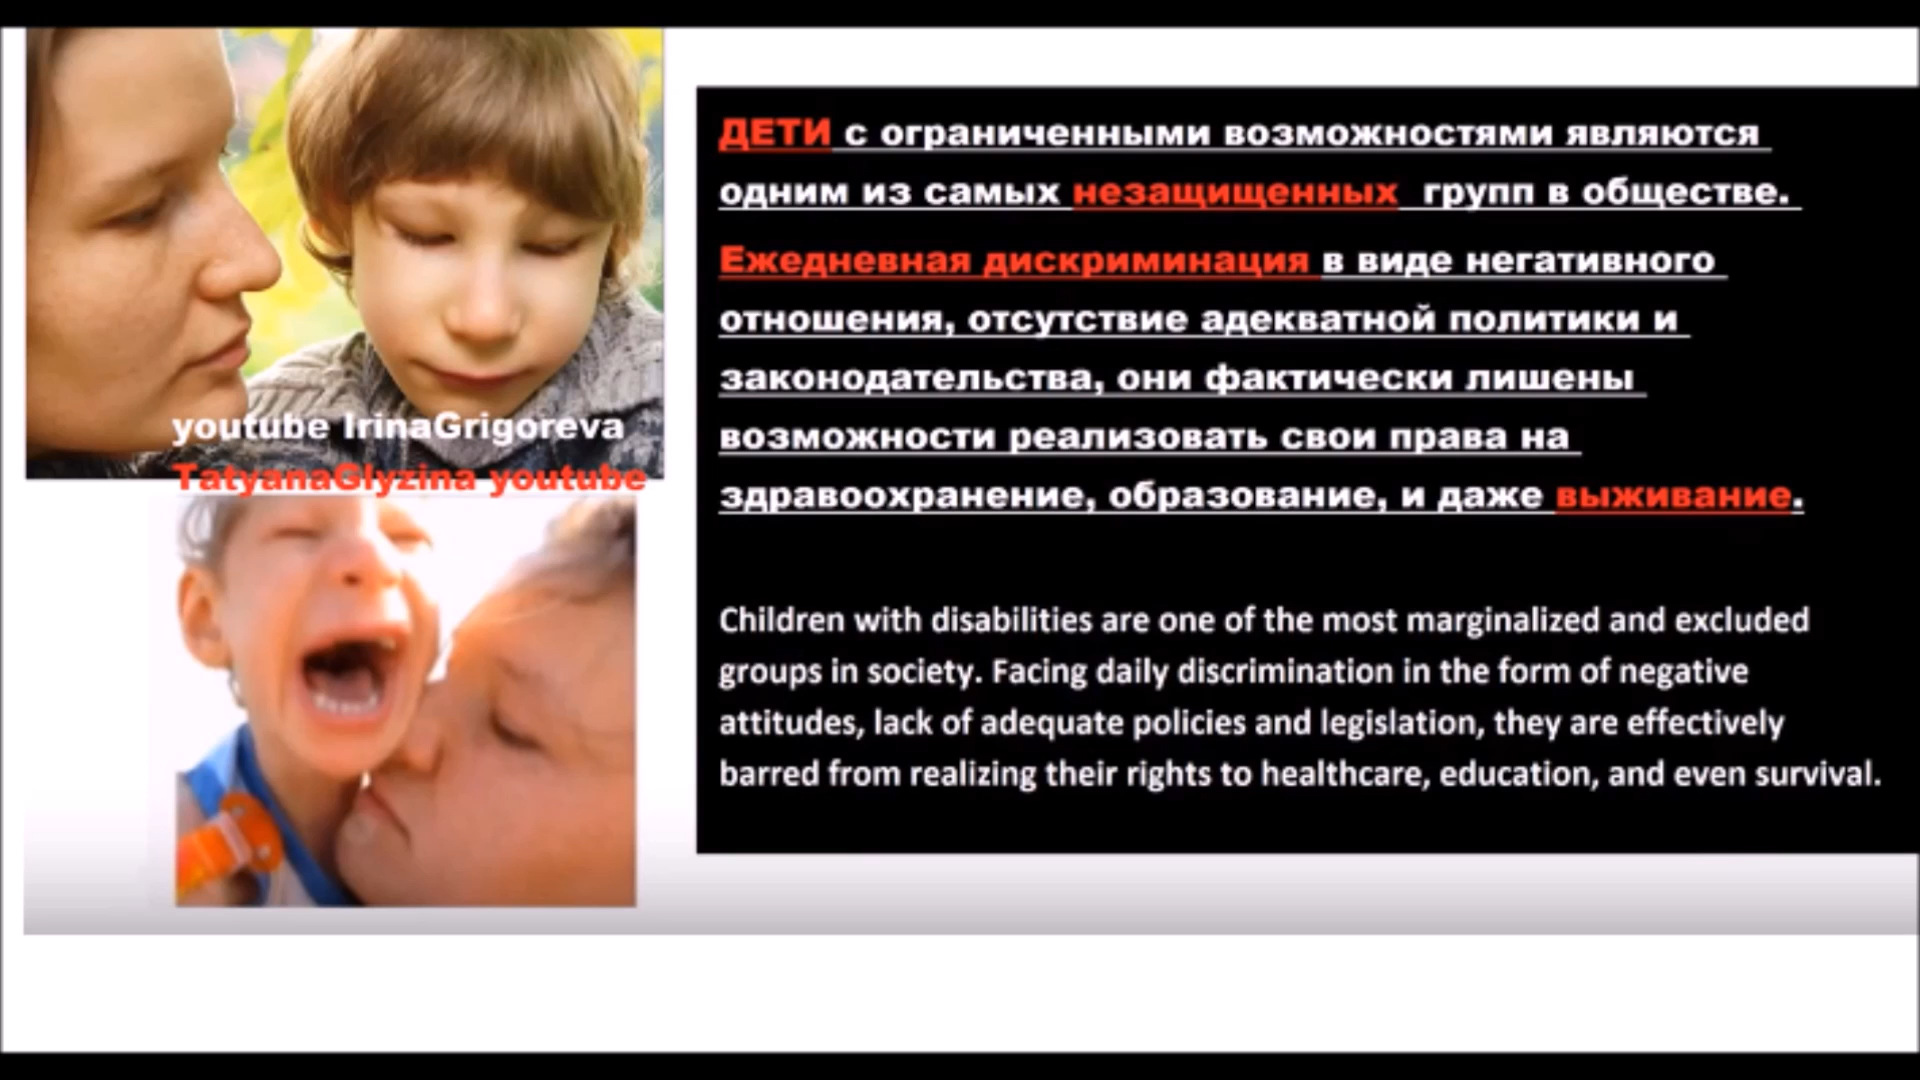 youtube IrinaGrigoreva
TatyanaGlyzina youtube
ДЕТИ с ограниченными возможностями являются
одним из самых незащищенных групп в обществе.
Ежедневная дискриминация в виде негативного
отношения, отсутствие адекватной политики и
законодательства, они фактически лишены
возможности реализовать свои права на
здравоохранение, образование, и даже выживание.
Children with disabilities are one of the most marginalized and excluded
groups in society. Facing daily discrimination in the form of negative
attitudes, lack of adequate policies and legislation, they are effectively
barred from realizing their rights to healthcare, education, and even survival.